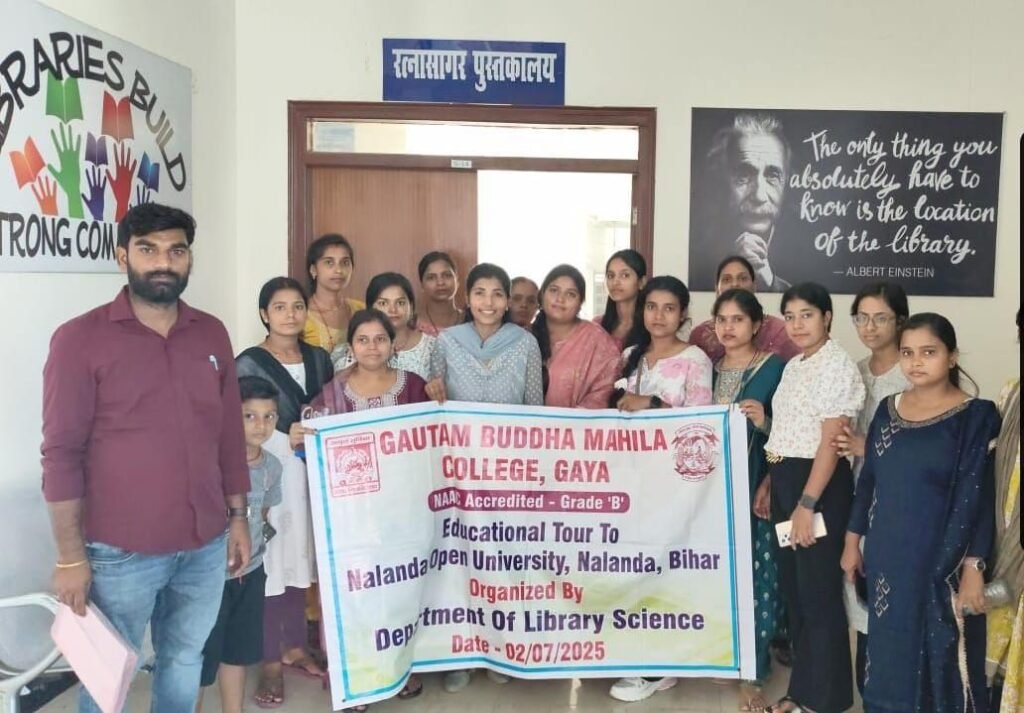 BRARIES BUILD
TRONG COM
रत्नासागर पुस्तकालय
The only thing you
absolutely have to
know is the location
of the library.
— ALBERT EINSTEIN
GAUTAM BUDDHA MAHILA
COLLEGE, GAYA
NAAC Accredited - Grade 'B'
Educational Tour To
Nalanda Open University, Nalanda, Bihar
Organized By
Department Of Library Science
Date - 02/07/2025